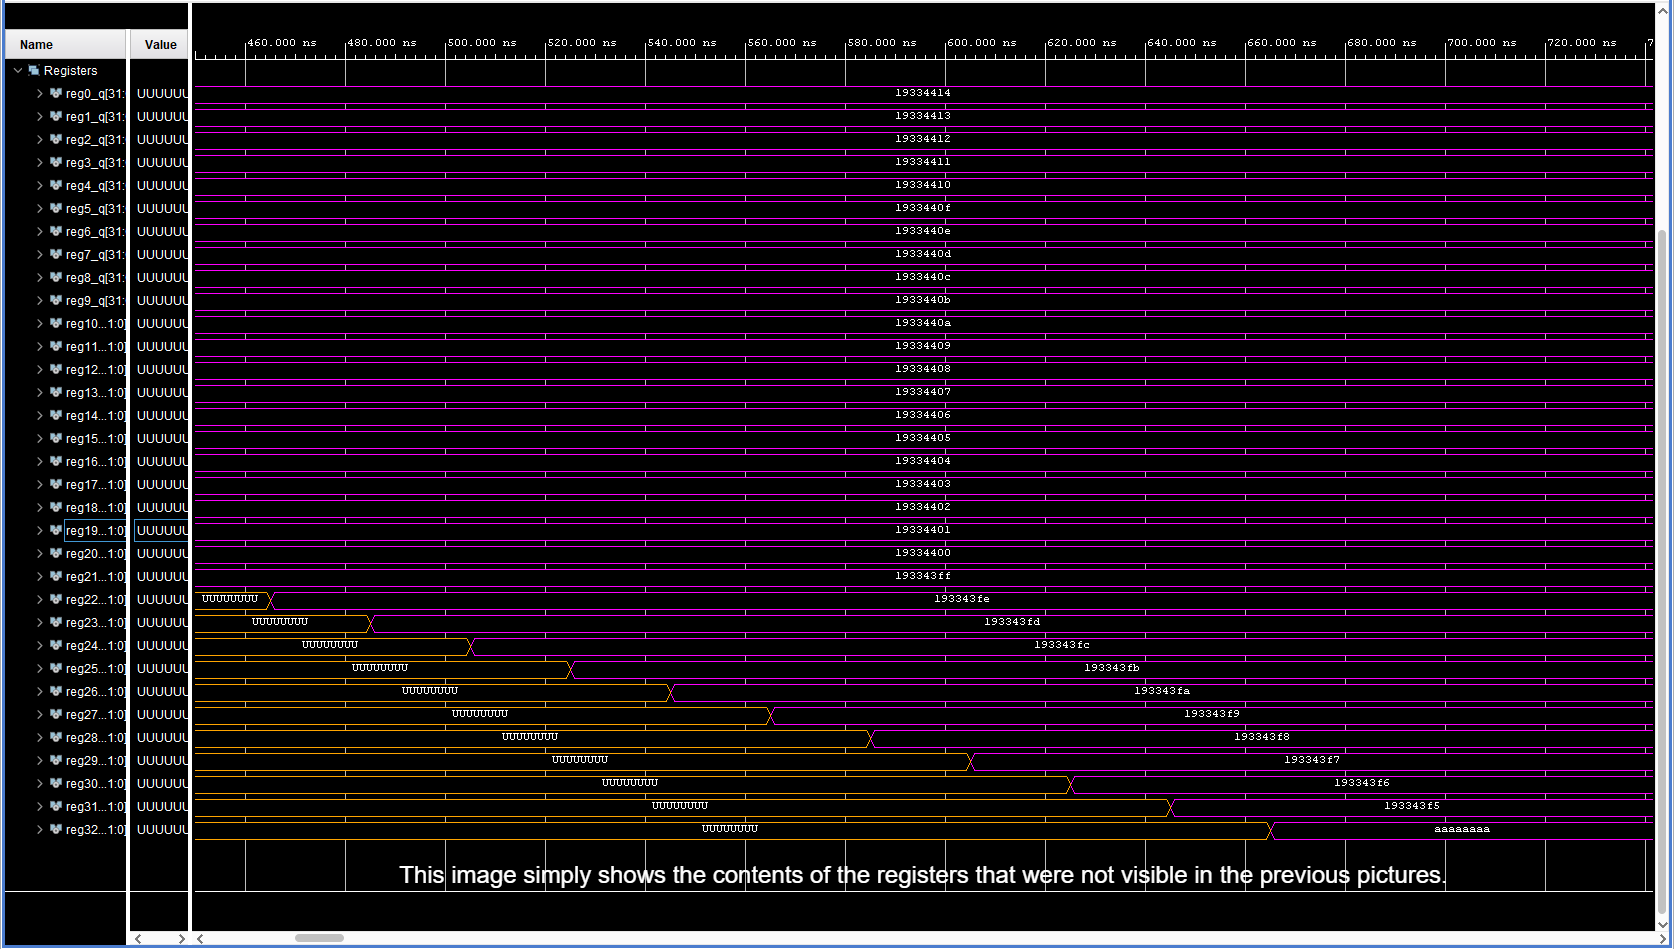 Name Value
460.000 ns 480.000 ns 500.000 ns 520.000 ns 540.000 ns 560.000 ns 580.000 ns 600.000 ns 620.000 ns 640.000 ns 660.000 ns 680.000 ns 700.000 ns 720.000 ns
Registers
reg0_q[31: UUUUUU 19334414
reg1_q[31: UUUUUU 19334413
reg2_q[31: UUUUUU 19334412
reg3_q[31: UUUUUU 19334411
reg4_q[31: UUUUUU 19334410
reg5_q[31: UUUUUU 1933440f
reg6_q[31: UUUUUU 1933440e
reg7_q[31: UUUUUU 1933440d
reg8_q[31: UUUUUU 1933440c
reg9_q[31: UUUUUU 1933440b
reg10...1:0] UUUUUU 1933440a
reg11...1:0] UUUUUU 19334409
reg12...1:0] UUUUUU 19334408
reg13...1:0] UUUUUU 19334407
reg14...1:0] UUUUUU 19334406
reg15...1:0] UUUUUU 19334405
reg16...1:0] UUUUUU 19334404
reg17...1:0] UUUUUU 19334403
reg18...1:0] UUUUUU 19334402
reg19...1:0] UUUUUU 19334401
reg20...1:0] UUUUUU 19334400
reg21...1:0] UUUUUU 193343ff
reg22...1:0] UUUUUU UUUUUUUU 193343fe
reg23...1:0] UUUUUU UUUUUUUU 193343fd
reg24...1:0] UUUUUU UUUUUUUU 193343fc
reg25...1:0] UUUUUU UUUUUUUU 193343fb
reg26...1:0] UUUUUU UUUUUUUU 193343fa
reg27...1:0] UUUUUU UUUUUUUU 193343f9
reg28...1:0] UUUUUU UUUUUUUU 193343f8
reg29...1:0] UUUUUU UUUUUUUU 193343f7
reg30...1:0] UUUUUU UUUUUUUU 193343f6
reg31...1:0] UUUUUU UUUUUUUU 193343f5
reg32...1:0] UUUUUU UUUUUUUU aaaaaaaa
This image simply shows the contents of the registers that were not visible in the previous pictures.